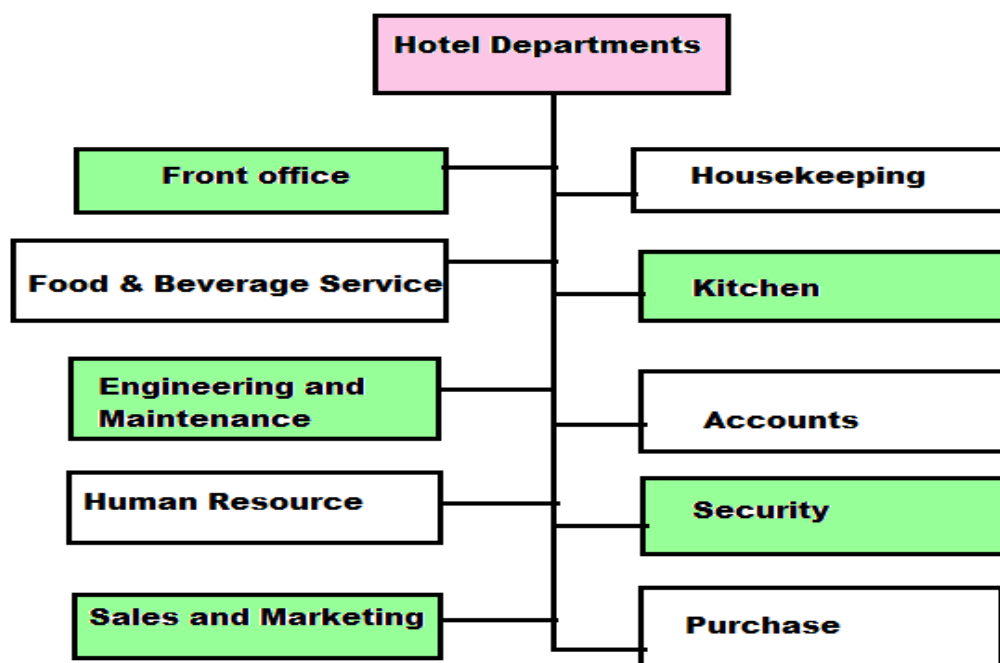 Hotel Departments
Front office
Housekeeping
Food & Beverage Service
Kitchen
Engineering and
Maintenance
Accounts
Human Resource
Security
Sales and Marketing
Purchase